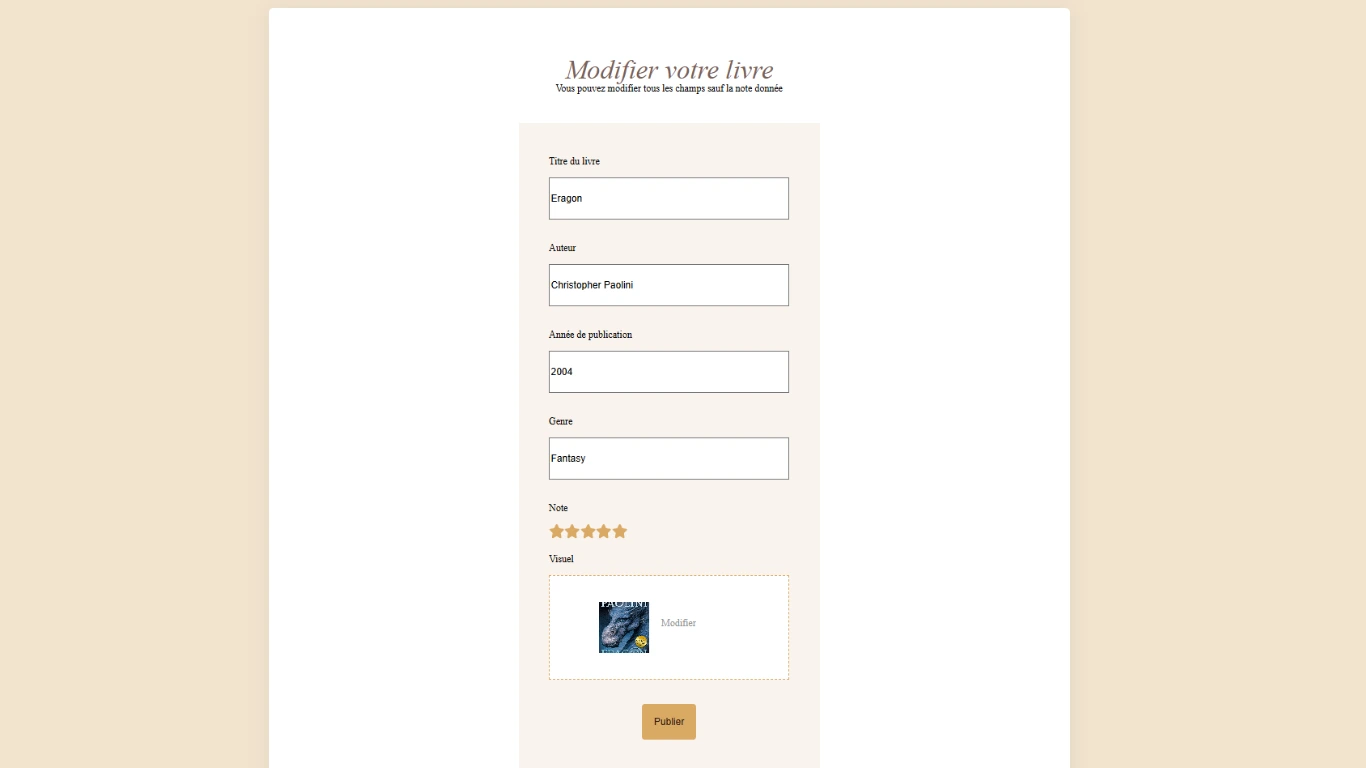 Modifier votre livre
Vous pouvez modifier tous les champs sauf la note donnée
Titre du livre
Eragon
Auteur
Christopher Paolini
Année de publication
2004
Genre
Fantasy
Note
Visuel
PAOLINI
Modifier
Publier